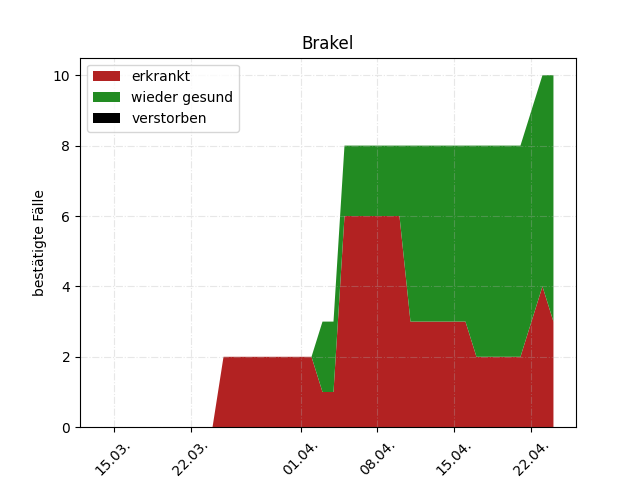 Brakel
erkrankt
wieder gesund
verstorben
bestätigte Fälle
10
8
6
4
2
0
15.03.
22.03.
01.04.
08.04.
15.04.
22.04.